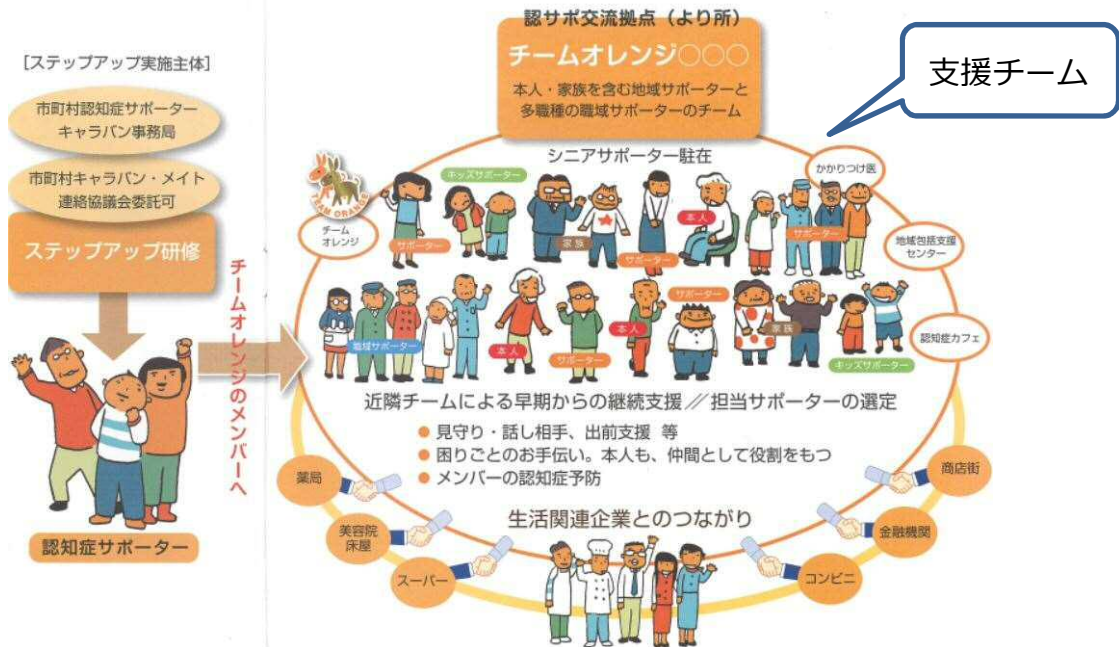 [ステップアップ実施主体]
市町村認知症サポーター
キャラバン事務局
市町村キャラバン・メイト
連絡協議会委託可
ステップアップ研修
認知症サポーター
チームオレンジのメンバーへ
認サポ交流拠点（より所）
チームオレンジ○○○
本人・家族を含む地域サポーターと
多職種の職域サポーターのチーム
支援チーム
シニアサポーター駐在
TEAM ORANGE
チーム
オレンジ
キッズサポーター
サポーター
家族
サポーター
本人
サポーター
かかりつけ医
地域包括支援
センター
認知症カフェ
職域サポーター
本人
サポーター
本人
サポーター
家族
キッズサポーター
近隣チームによる早期からの継続支援//担当サポーターの選定
● 見守り・話し相手、出前支援 等
● 困りごとのお手伝い。本人も、仲間として役割をもつ
● メンバーの認知症予防
生活関連企業とのつながり
薬局
美容院
床屋
スーパー
コンビニ
金融機関
商店街